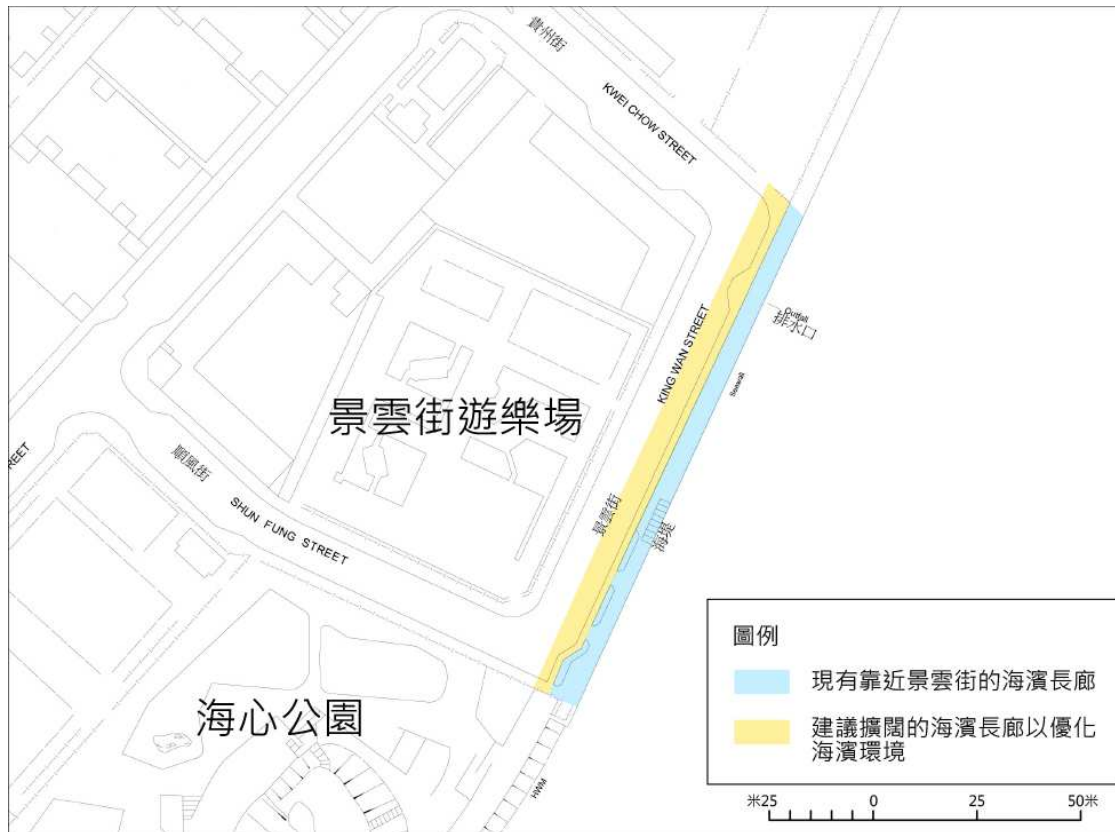 貴州街
KWEI CHOW STREET
排水口
Outfall
KING WAN STREET
Seawall
景雲街遊樂場
景雲街
海堤
順風街
SHUN FUNG STREET
STREET
海心公園
HWM
圖例
現有靠近景雲街的海濱長廊
建議擴闊的海濱長廊以優化
海濱環境
米25 0 25 50米